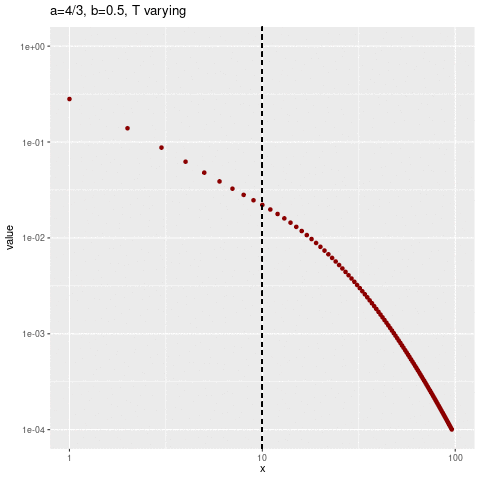 a=4/3, b=0.5, T varying
1e+00
1e-01
1e-02
1e-03
1e-04
value
1
10
100
x